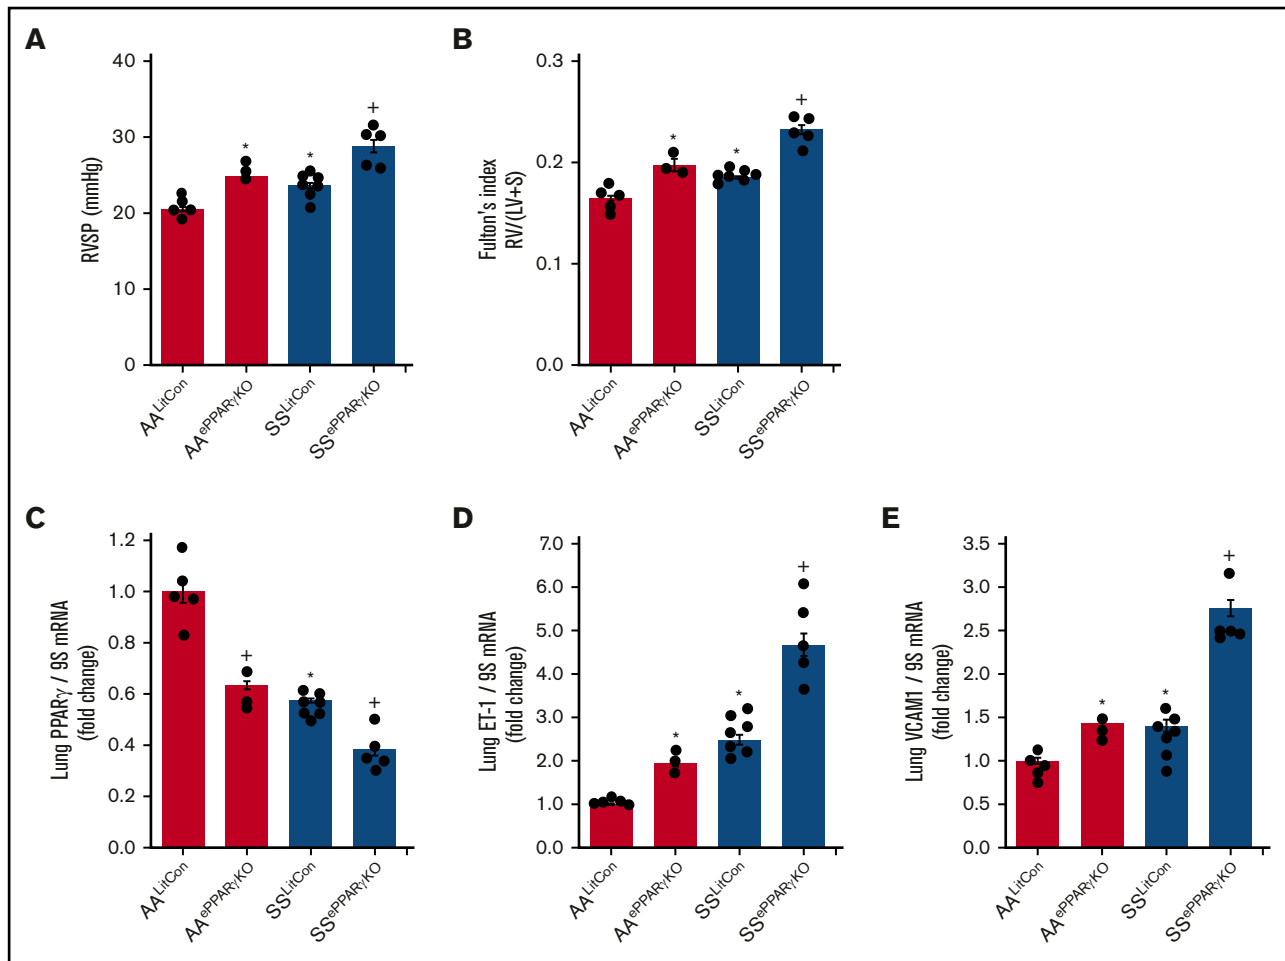 A
RVSP (mmHg)
40
30
20
10
0
*
*
+
AA^LitCon
AA^ePPARγKO
SS^LitCon
SS^ePPARγKO
B
Fulton's index
RV/(LV+S)
0.3
0.2
0.1
0.0
*
*
+
AA^LitCon
AA^ePPARγKO
SS^LitCon
SS^ePPARγKO
C
Lung PPARγ / 9S mRNA
(fold change)
1.2
1.0
0.8
0.6
0.4
0.2
0.0
+
*
+
AA^LitCon
AA^ePPARγKO
SS^LitCon
SS^ePPARγKO
D
Lung ET-1 / 9S mRNA
(fold change)
7.0
6.0
5.0
4.0
3.0
2.0
1.0
0.0
*
*
+
AA^LitCon
AA^ePPARγKO
SS^LitCon
SS^ePPARγKO
E
Lung VCAM1 / 9S mRNA
(fold change)
3.5
3.0
2.5
2.0
1.5
1.0
0.5
0.0
*
*
+
AA^LitCon
AA^ePPARγKO
SS^LitCon
SS^ePPARγKO